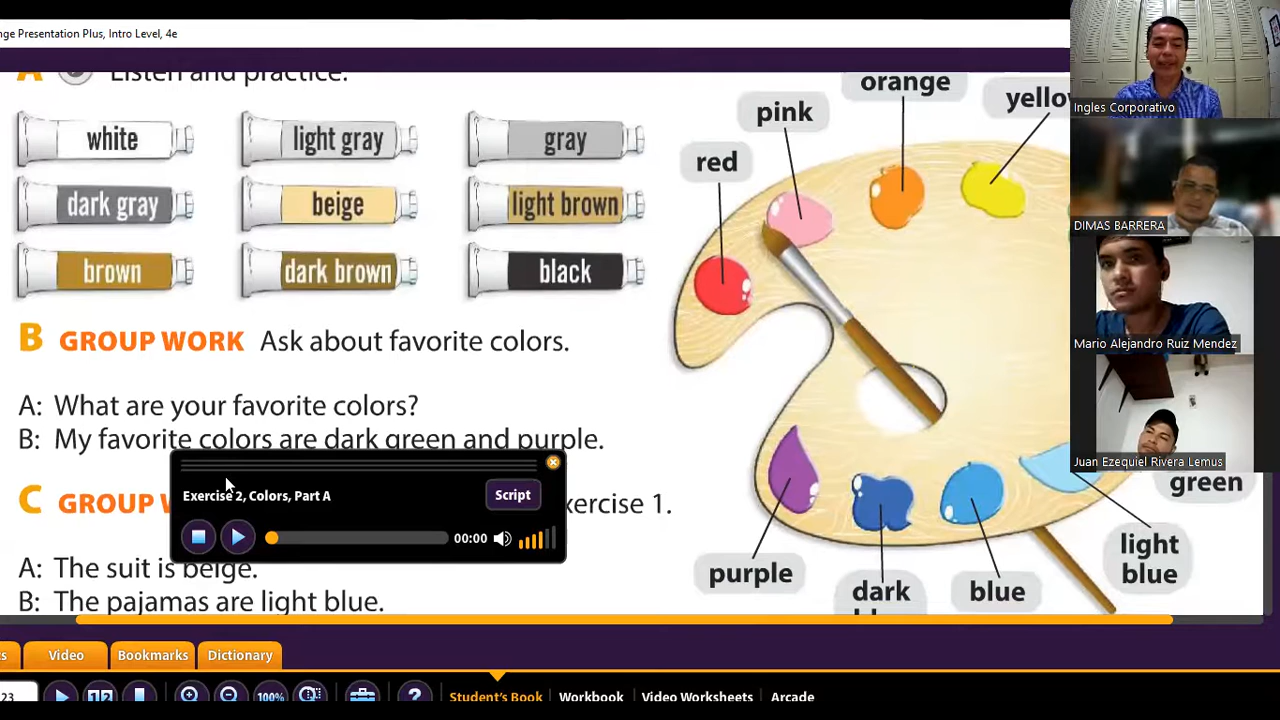 nge Presentation Plus, Intro Level, 4e
A Listen and practice.
white
light gray
gray
dark gray
beige
light brown
brown
dark brown
black
orange
pink
yello
red
purple
dark
blue
light
blue
green
B GROUP WORK Ask about favorite colors.
A: What are your favorite colors?
B: My favorite colors are dark green and purple.
C GROUP W
xercise 1.
A: The suit is beige.
B: The pajamas are light blue.
Exercise 2, Colors, Part A
Script
00:00
Ingles Corporativo
DIMAS BARRERA
Mario Alejandro Ruiz Mendez
Juan Ezequiel Rivera Lemus
Video
Bookmarks
Dictionary
23
100%
?
Student's Book
Workbook
Video Worksheets
Arcade